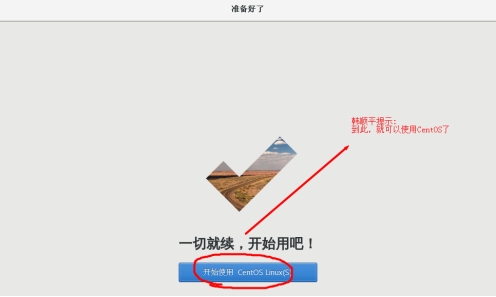 准备好了
韩顺平提示:
到此, 就可以使用CentOS了
一切就续，开始用吧！
开始使用 CentOS Linux(S)